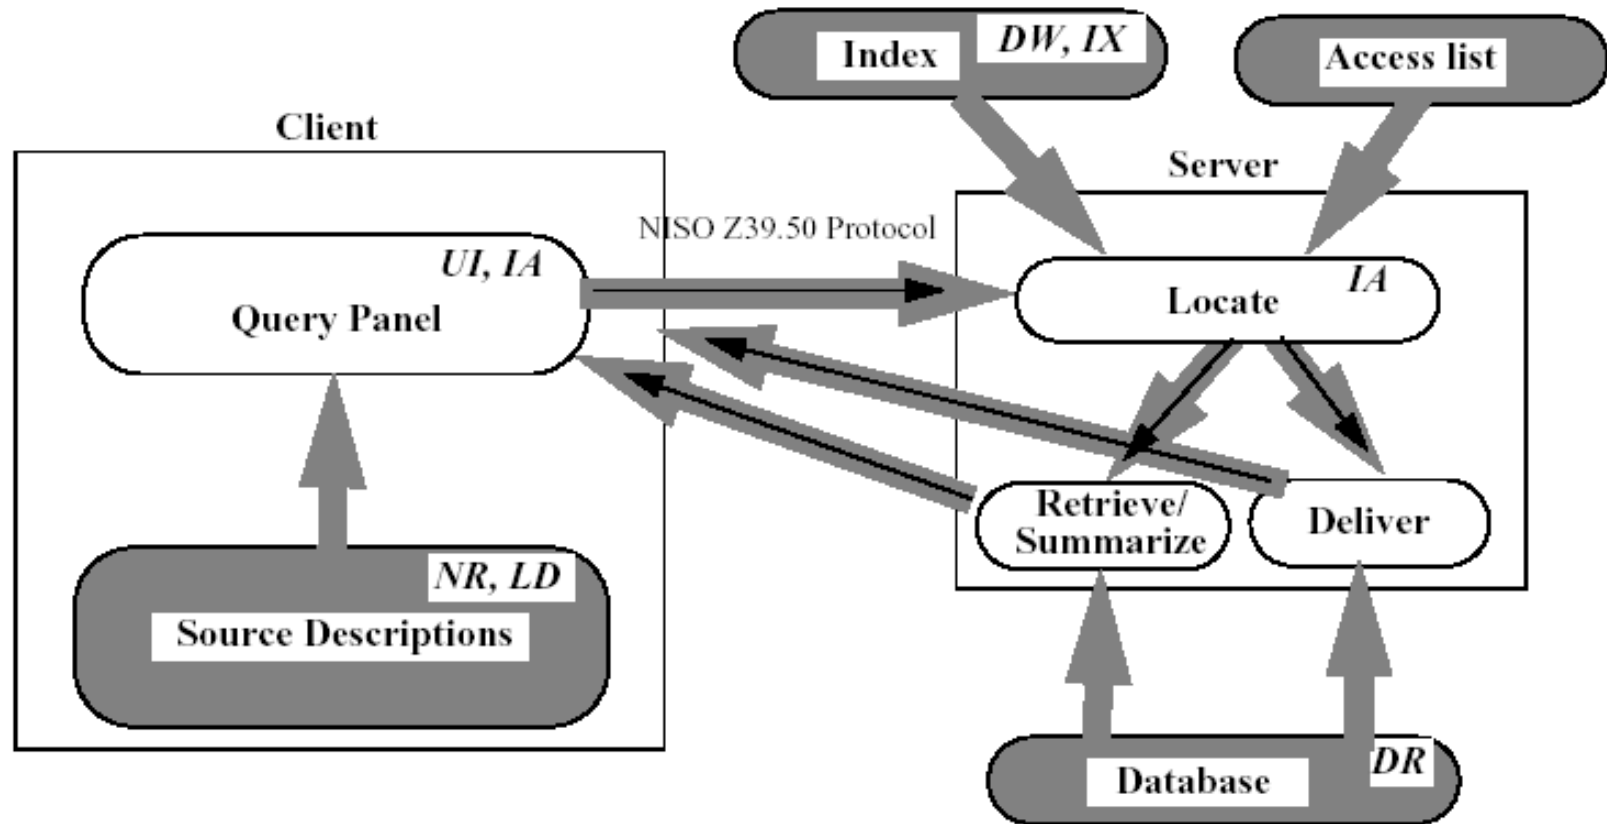 Index
DW, IX
Access list
Client
Server
NISO Z39.50 Protocol
UI, IA
Query Panel
IA
Locate
Retrieve/
Summarize
Deliver
NR, LD
Source Descriptions
DR
Database